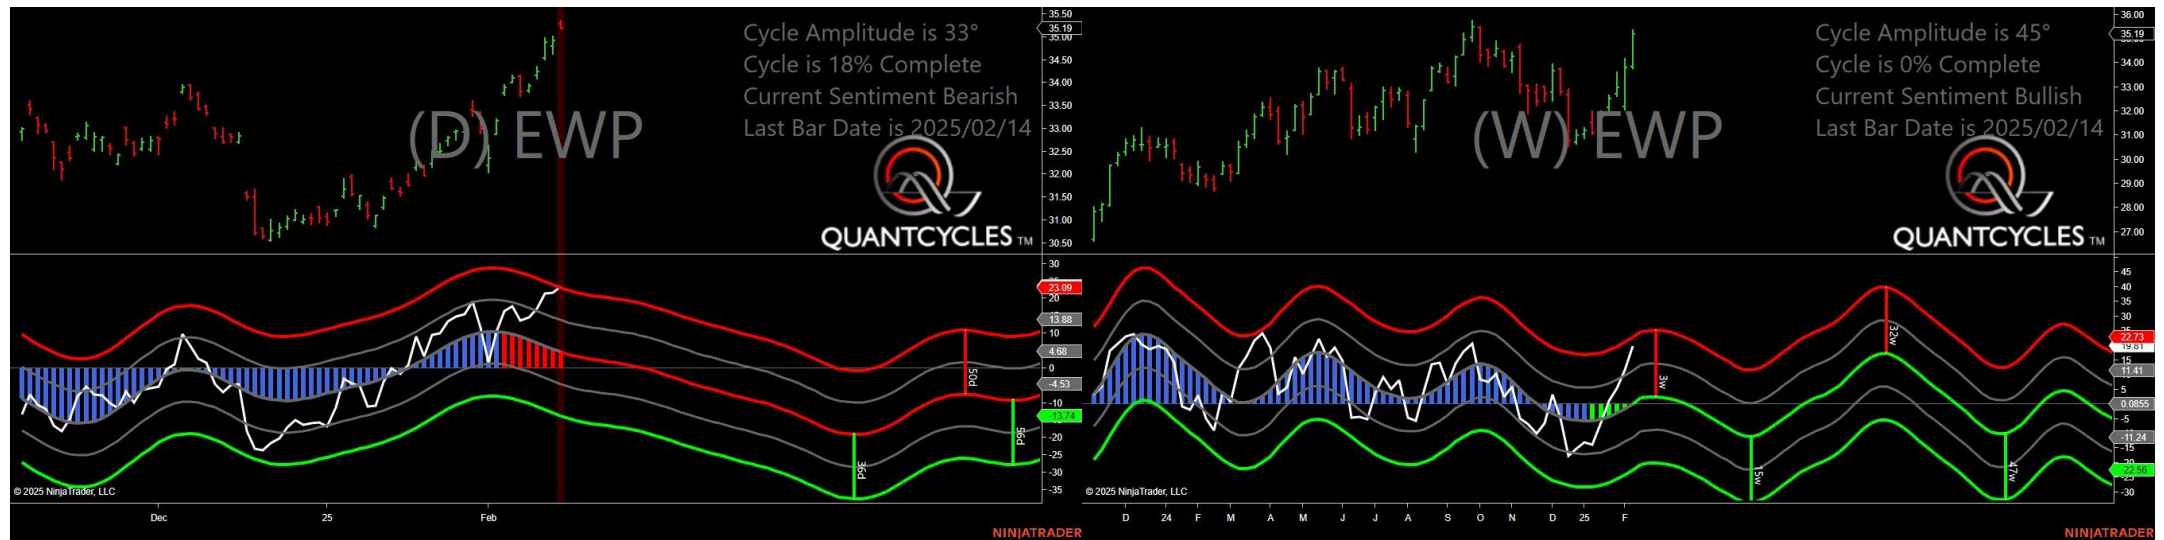 Cycle Amplitude is 33°
Cycle is 18% Complete
Current Sentiment Bearish
Last Bar Date is 2025/02/14
(D) EWP
QUANTCYCLES TM
35.50
35.19
35.00
34.50
34.00
33.50
33.00
32.50
32.00
31.50
31.00
30.50
30
23.09
20
13.88
10
4.68
0
-4.53
-10
-13.74
-20
-25
-30
-35
50d
56d
36d
© 2025 NinjaTrader, LLC
Dec
25
Feb
NINJATRADER
Cycle Amplitude is 45°
Cycle is 0% Complete
Current Sentiment Bullish
Last Bar Date is 2025/02/14
(W) EWP
QUANTCYCLES TM
36.00
35.19
34.00
33.00
32.00
31.00
30.00
29.00
28.00
27.00
45
40
35
30
22.73
19.81
15
11.41
5
0.0855
-5
-11.24
-15
-22.56
-30
32w
3w
15w
47w
© 2025 NinjaTrader, LLC
D 24 F M A M J J A S O N D 25 F
NINJATRADER